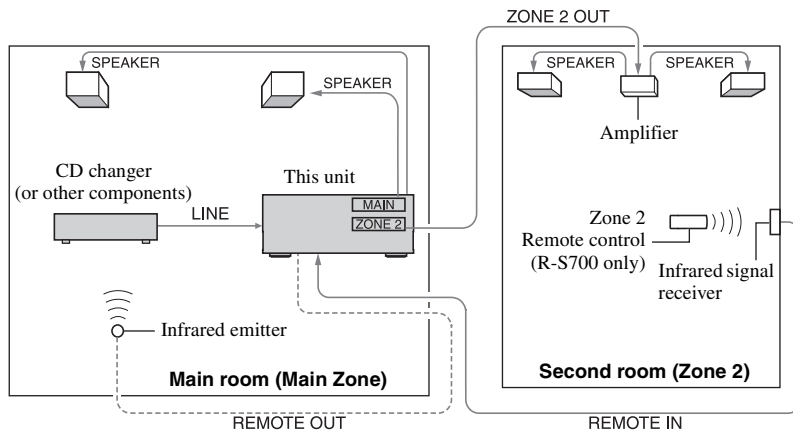 ZONE 2 OUT
SPEAKER
SPEAKER
SPEAKER
SPEAKER
Amplifier
CD changer
(or other components)
This unit
MAIN
ZONE 2
LINE
Zone 2
Remote control
(R-S700 only)
Infrared signal
receiver
Infrared emitter
Main room (Main Zone)
Second room (Zone 2)
REMOTE OUT
REMOTE IN